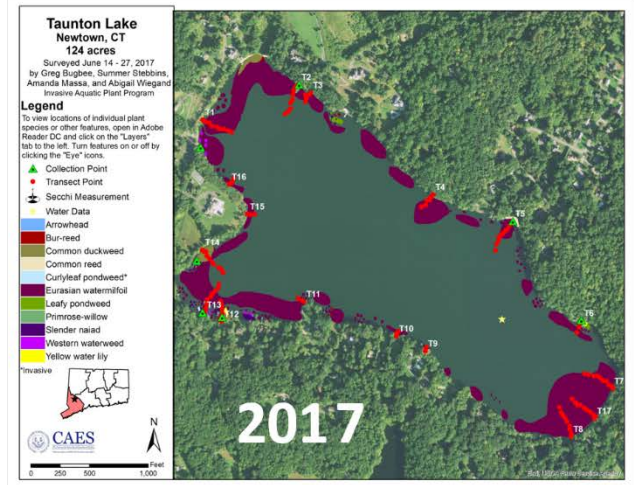 Taunton Lake
Newtown, CT
124 acres
Surveyed June 14 - 27, 2017
by Greg Bugbee, Summer Stebbins,
Amanda Massa, and Abigail Wiegand
Invasive Aquatic Plant Program
Legend
To view locations of individual plant
species or other features, open in Adobe
Reader DC and click on the "Layers"
tab to the left. Turn features on or off by
clicking the "Eye" icons.
Collection Point
Transect Point
Secchi Measurement
Water Data
Arrowhead
Bur-reed
Common duckweed
Common reed
Curlyleaf pondweed*
Eurasian watermilfoil
Leafy pondweed
Primrose-willow
Slender naiad
Western waterweed
Yellow water lily
*invasive
N
CAES
Feet
0 250 500 1,000
T2
T3
T1
T16
T15
T4
T5
T14
T13
T12
T11
T10
T9
T6
T7
T17
T8
2017